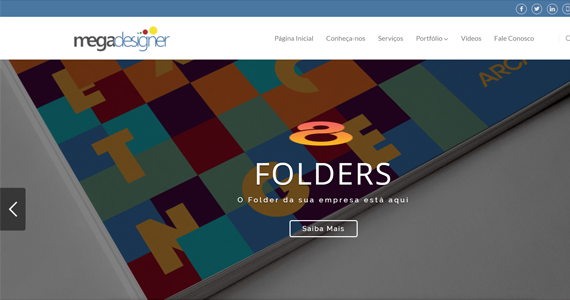 megadesigner
Página Inicial Conheça-nos Serviços Portfólio Vídeos Fale Conosco
FOLDERS
O Folder da sua empresa está aqui
Saiba Mais